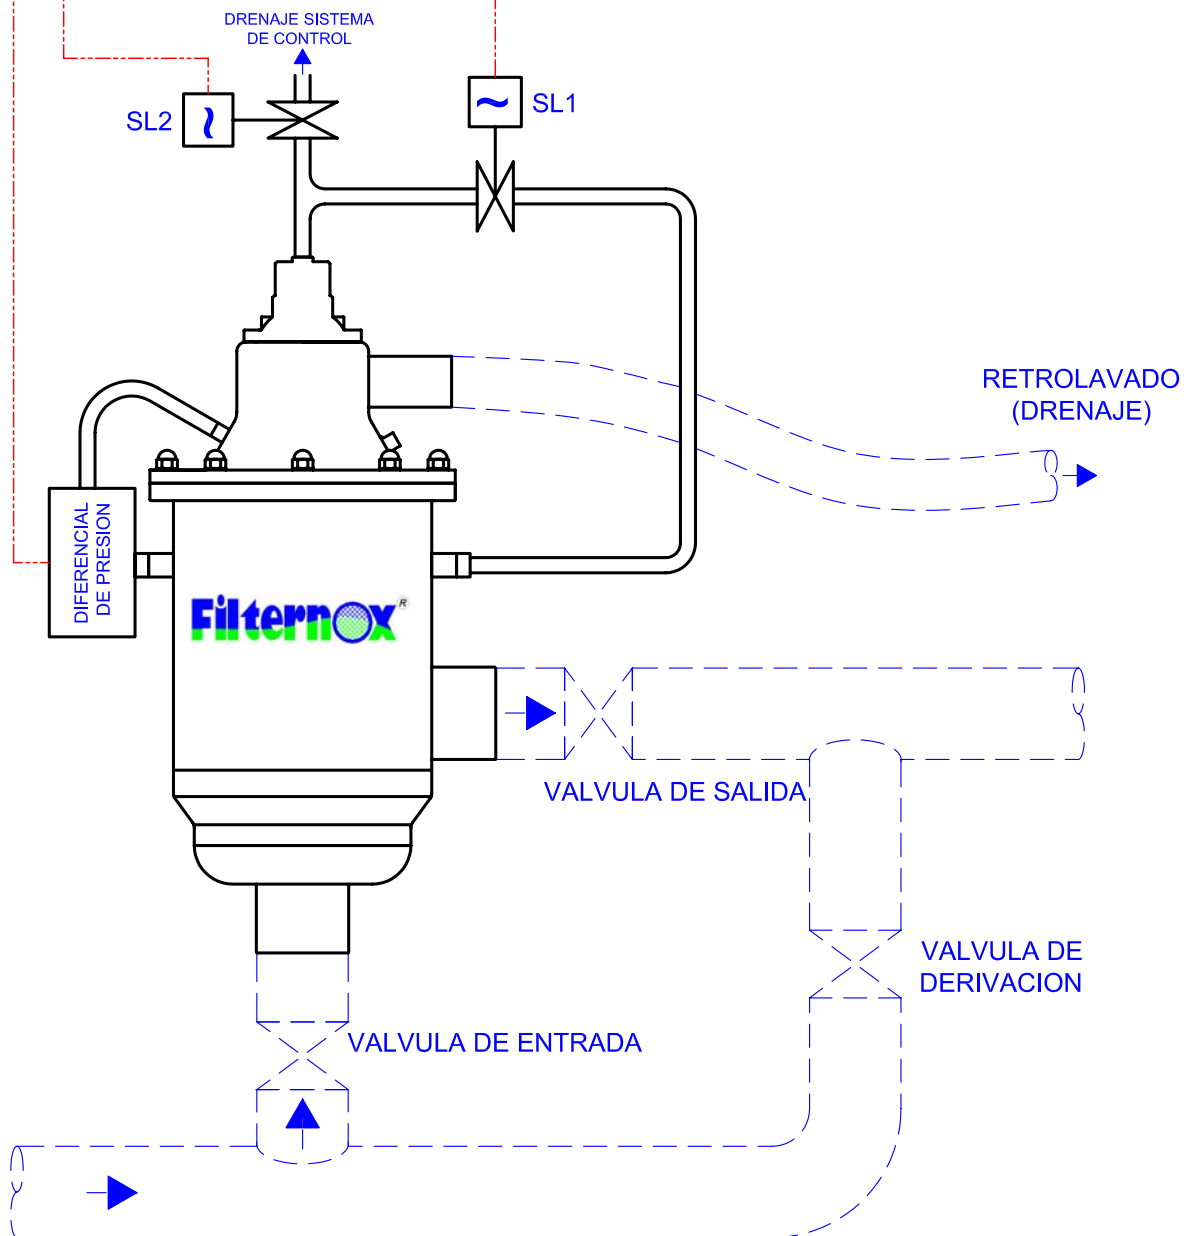 DRENAJE SISTEMA
DE CONTROL
SL2
SL1
RETROLAVADO
(DRENAJE)
DIFERENCIAL
DE PRESION
Filternox®
VALVULA DE SALIDA
VALVULA DE
DERIVACION
VALVULA DE ENTRADA